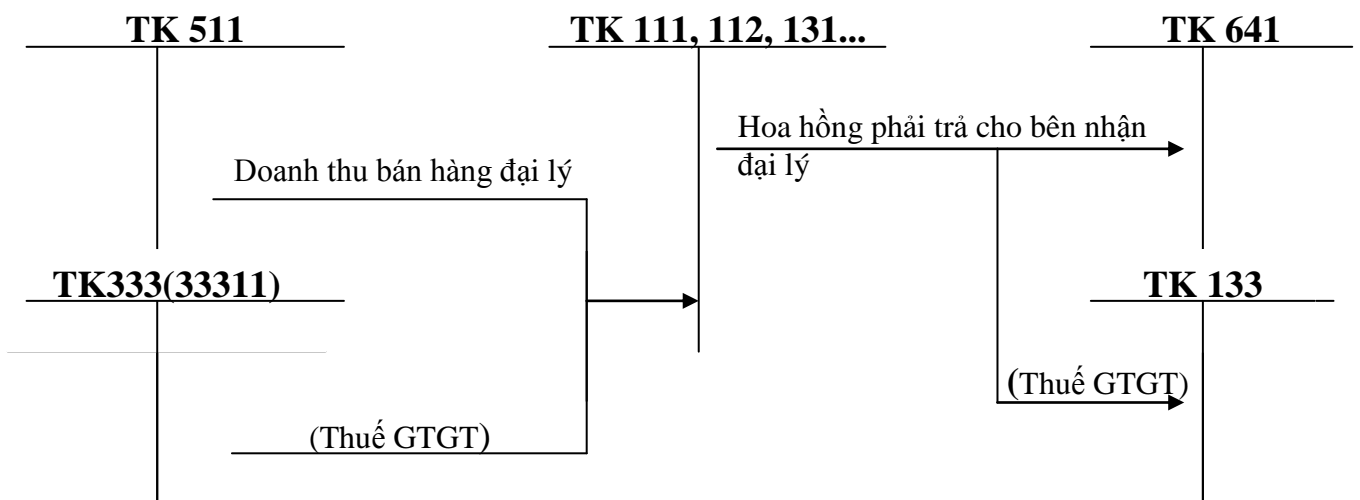 TK 511
TK 111, 112, 131...
TK 641
Hoa hồng phải trả cho bên nhận
đại lý
Doanh thu bán hàng đại lý
TK333(33311)
TK 133
(Thuế GTGT)
(Thuế GTGT)